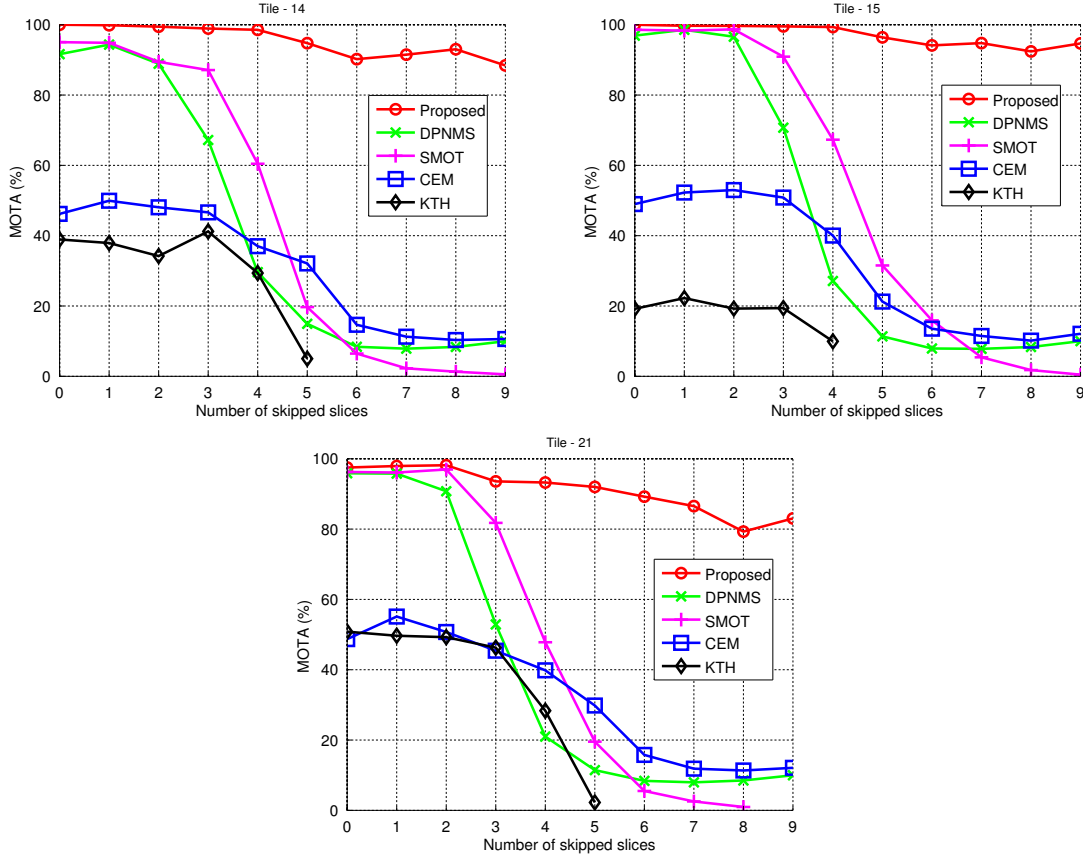 Tile - 14
100
80
60
40
20
0
MOTA (%)
Proposed
DPNMS
SMOT
CEM
KTH
0 1 2 3 4 5 6 7 8 9
Number of skipped slices
Tile - 15
100
80
60
40
20
0
MOTA (%)
Proposed
DPNMS
SMOT
CEM
KTH
0 1 2 3 4 5 6 7 8 9
Number of skipped slices
Tile - 21
100
80
60
40
20
0
MOTA (%)
Proposed
DPNMS
SMOT
CEM
KTH
0 1 2 3 4 5 6 7 8 9
Number of skipped slices